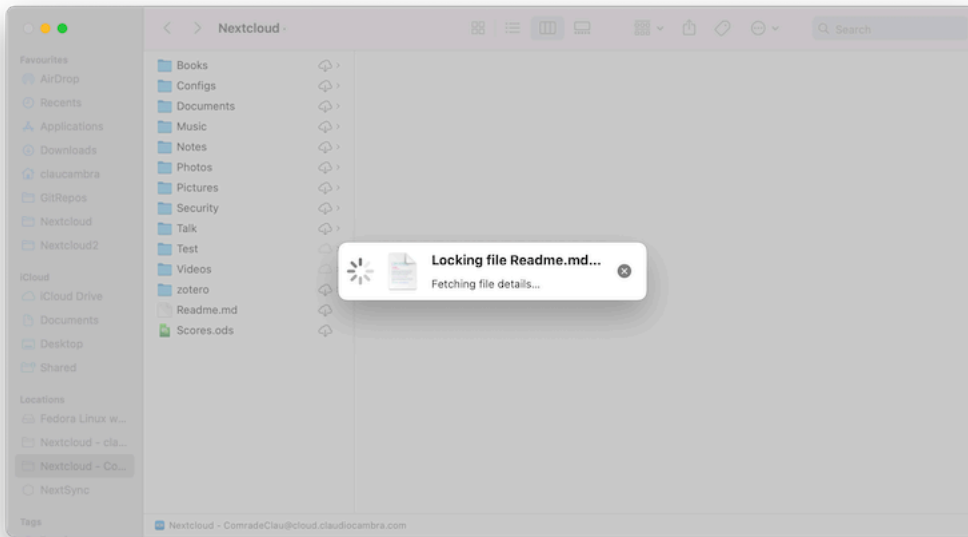 Nextcloud
Search
Favourites
AirDrop
Recents
Applications
Downloads
claucambra
GitRepos
Nextcloud
Nextcloud2
iCloud
iCloud Drive
Documents
Desktop
Shared
Locations
Fedora Linux w...
Nextcloud - cla...
Nextcloud - Co...
NextSync
Tags
Books
Configs
Documents
Music
Notes
Photos
Pictures
Security
Talk
Test
Videos
zotero
Readme.md
Scores.ods
Locking file Readme.md...
Fetching file details...
Nextcloud - ComradeClau@cloud.claudiocambra.com